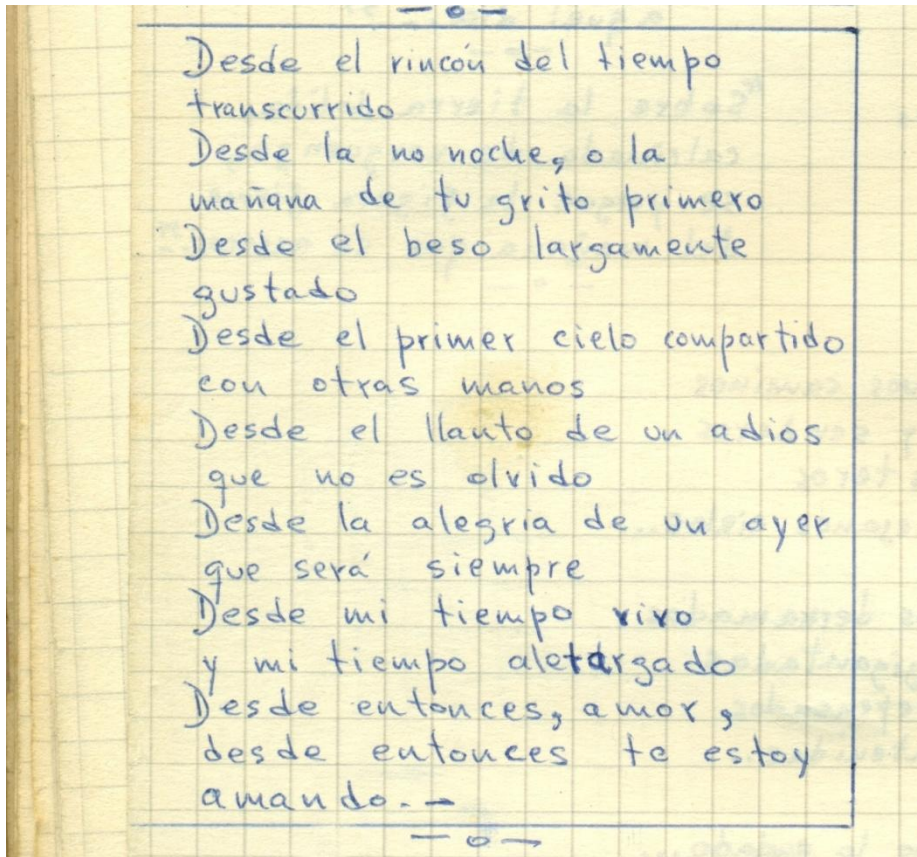 Desde el rincón del tiempo
transcurrido
Desde la no noche, o la
mañana de tu grito primero
Desde el beso largamente
gustado
Desde el primer cielo compartido
con otras manos
Desde el llanto de un adios
que no es olvido
Desde la alegria de un ayer
que será siempre
Desde mi tiempo vivo
y mi tiempo aletargado
Desde entonces, amor,
desde entonces te estoy
amando.-